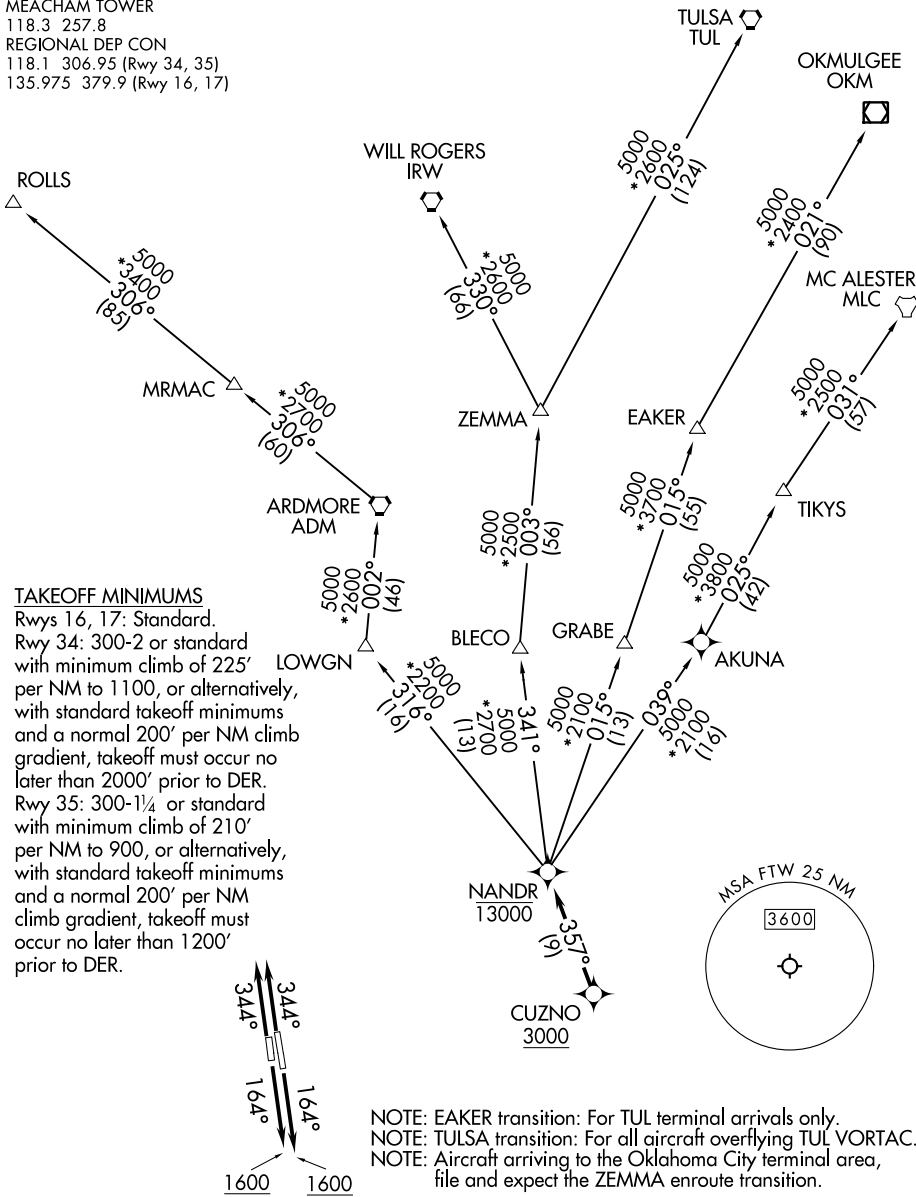 MEACHAM TOWER
118.3 257.8
REGIONAL DEP CON
118.1 306.95 (Rwy 34, 35)
135.975 379.9 (Rwy 16, 17)
TULSA
TUL
OKMULGEE
OKM
WILL ROGERS
IRW
ROLLS
5000
*2600
025°
(124)
5000
*2400
021°
(90)
MC ALESTER
MLC
5000
*3400
306°
(85)
5000
*2600
330°
(66)
MRMAC
5000
*2700
306°
(60)
ZEMMA
EAKER
5000
*2500
031°
(57)
ARDMORE
ADM
5000
*2500
003°
(56)
5000
*3700
015°
(55)
TIKYS
5000
*2600
002°
(46)
5000
*3800
025°
(42)
LOWGN
BLECO
GRABE
AKUNA
5000
*2200
316°
(16)
341°
5000
*2700
(13)
5000
*2100
015°
(13)
039°
5000
*2100
(16)
TAKEOFF MINIMUMS
Rwys 16, 17: Standard.
Rwy 34: 300-2 or standard
with minimum climb of 225'
per NM to 1100, or alternatively,
with standard takeoff minimums
and a normal 200' per NM climb
gradient, takeoff must occur no
later than 2000' prior to DER.
Rwy 35: 300-1¼ or standard
with minimum climb of 210'
per NM to 900, or alternatively,
with standard takeoff minimums
and a normal 200' per NM
climb gradient, takeoff must
occur no later than 1200'
prior to DER.
NANDR
13000
357°
(9)
CUZNO
3000
MSA FTW 25 NM
3600
344°
344°
164°
164°
1600
1600
NOTE: EAKER transition: For TUL terminal arrivals only.
NOTE: TULSA transition: For all aircraft overflying TUL VORTAC.
NOTE: Aircraft arriving to the Oklahoma City terminal area,
file and expect the ZEMMA enroute transition.